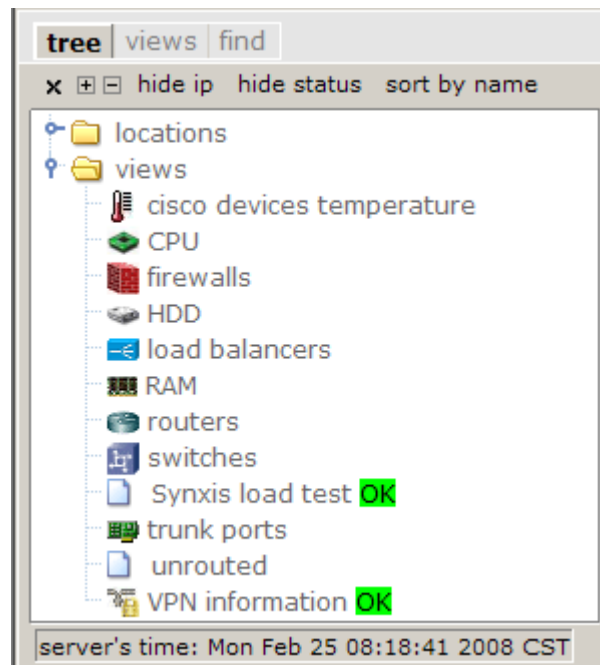 tree views find
x hide ip hide status sort by name
locations
views
cisco devices temperature
CPU
firewalls
HDD
load balancers
RAM
routers
switches
Synxis load test OK
trunk ports
unrouted
VPN information OK
server's time: Mon Feb 25 08:18:41 2008 CST